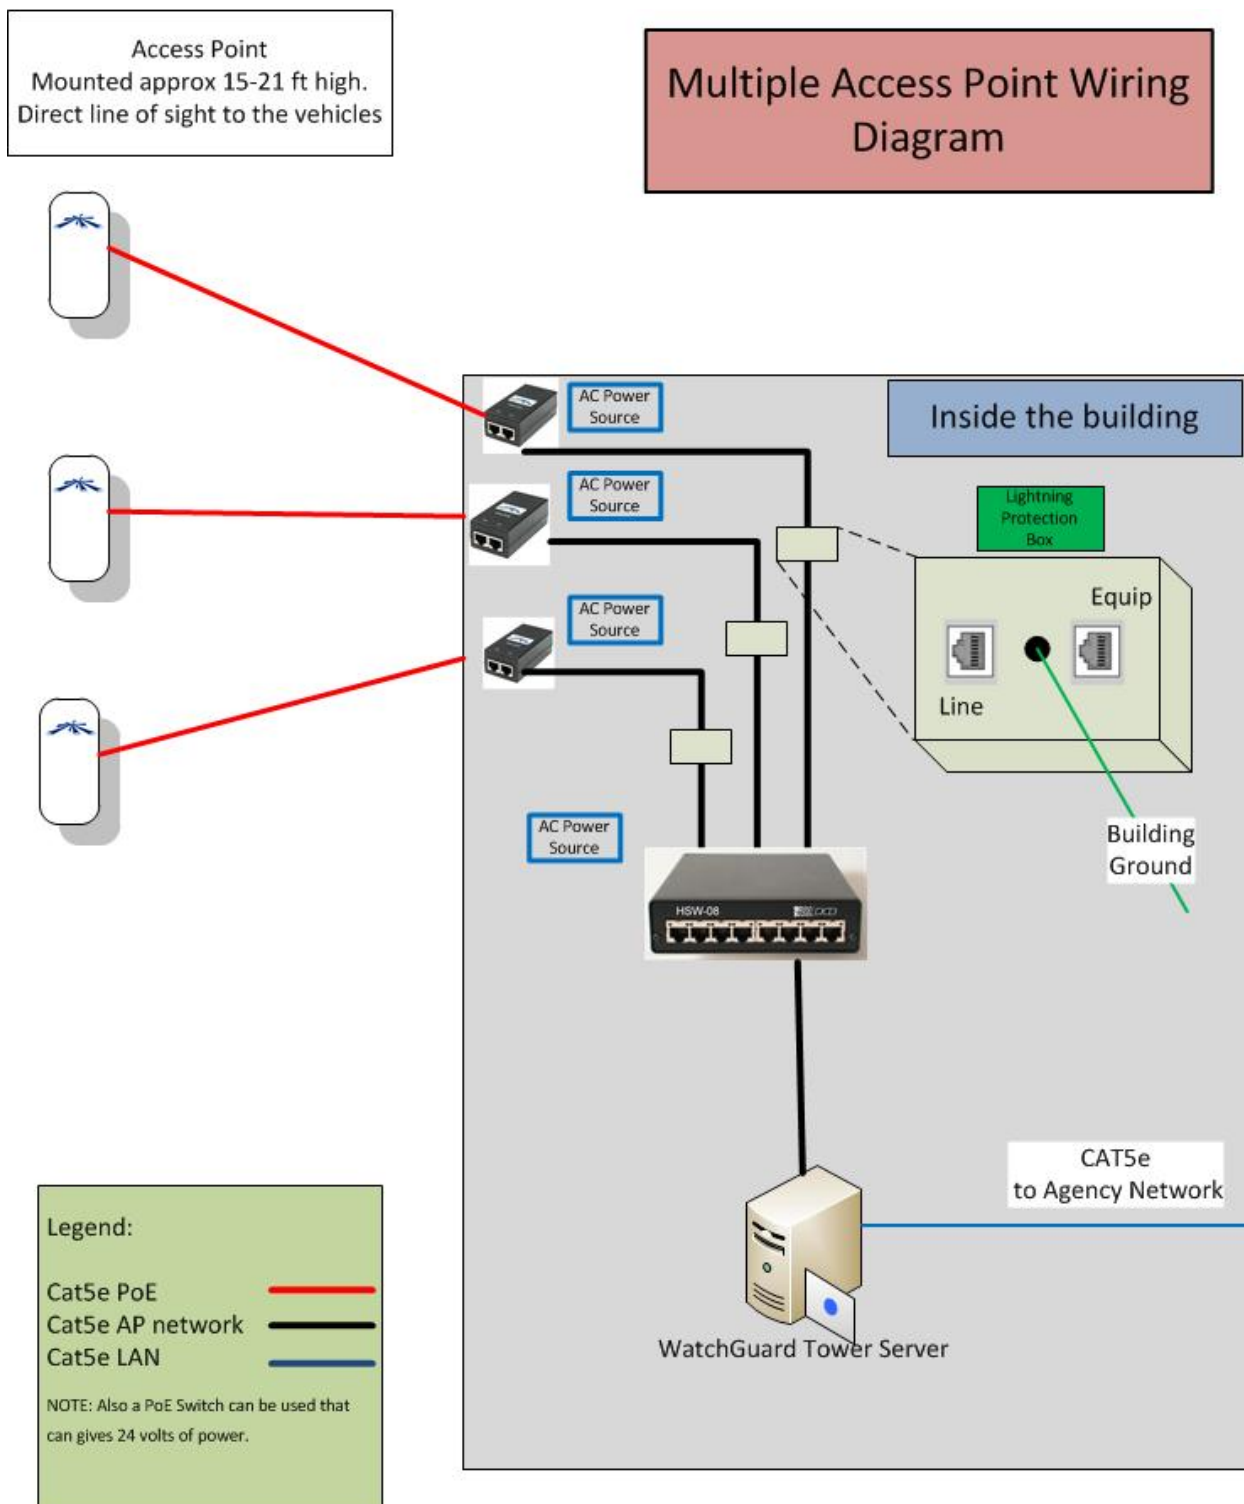 Access Point
Mounted approx 15-21 ft high.
Direct line of sight to the vehicles
Multiple Access Point Wiring
Diagram
AC Power
Source
Inside the building
AC Power
Source
Lightning
Protection
Box
Equip
AC Power
Source
Line
AC Power
Source
Building
Ground
HSW-08
CAT5e
to Agency Network
WatchGuard Tower Server
Legend:
Cat5e PoE
Cat5e AP network
Cat5e LAN
NOTE: Also a PoE Switch can be used that
can gives 24 volts of power.